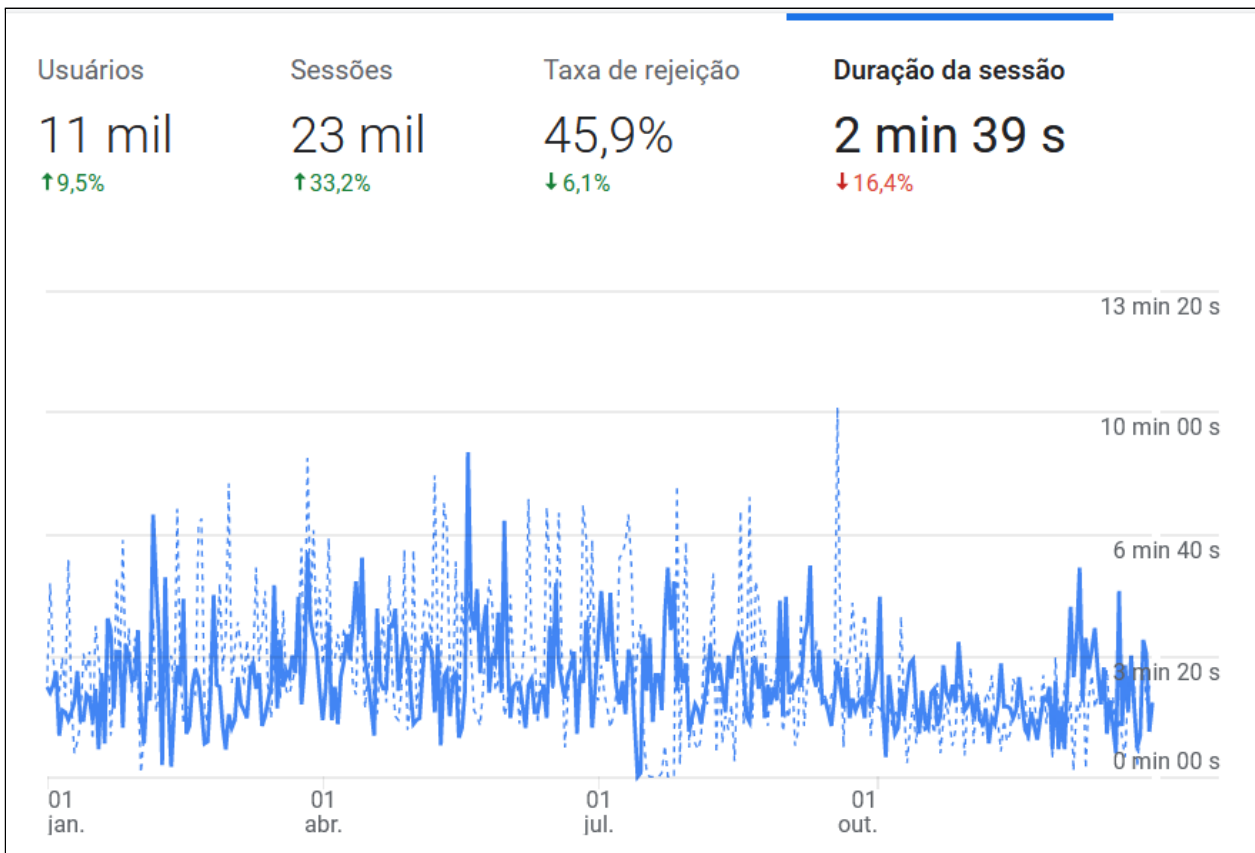 Usuários Sessões Taxa de rejeição Duração da sessão
11 mil 23 mil 45,9% 2 min 39 s
↑9,5% ↑33,2% ↓6,1% ↓16,4%
13 min 20 s
10 min 00 s
6 min 40 s
3 min 20 s
0 min 00 s
01 01 01 01
jan. abr. jul. out.